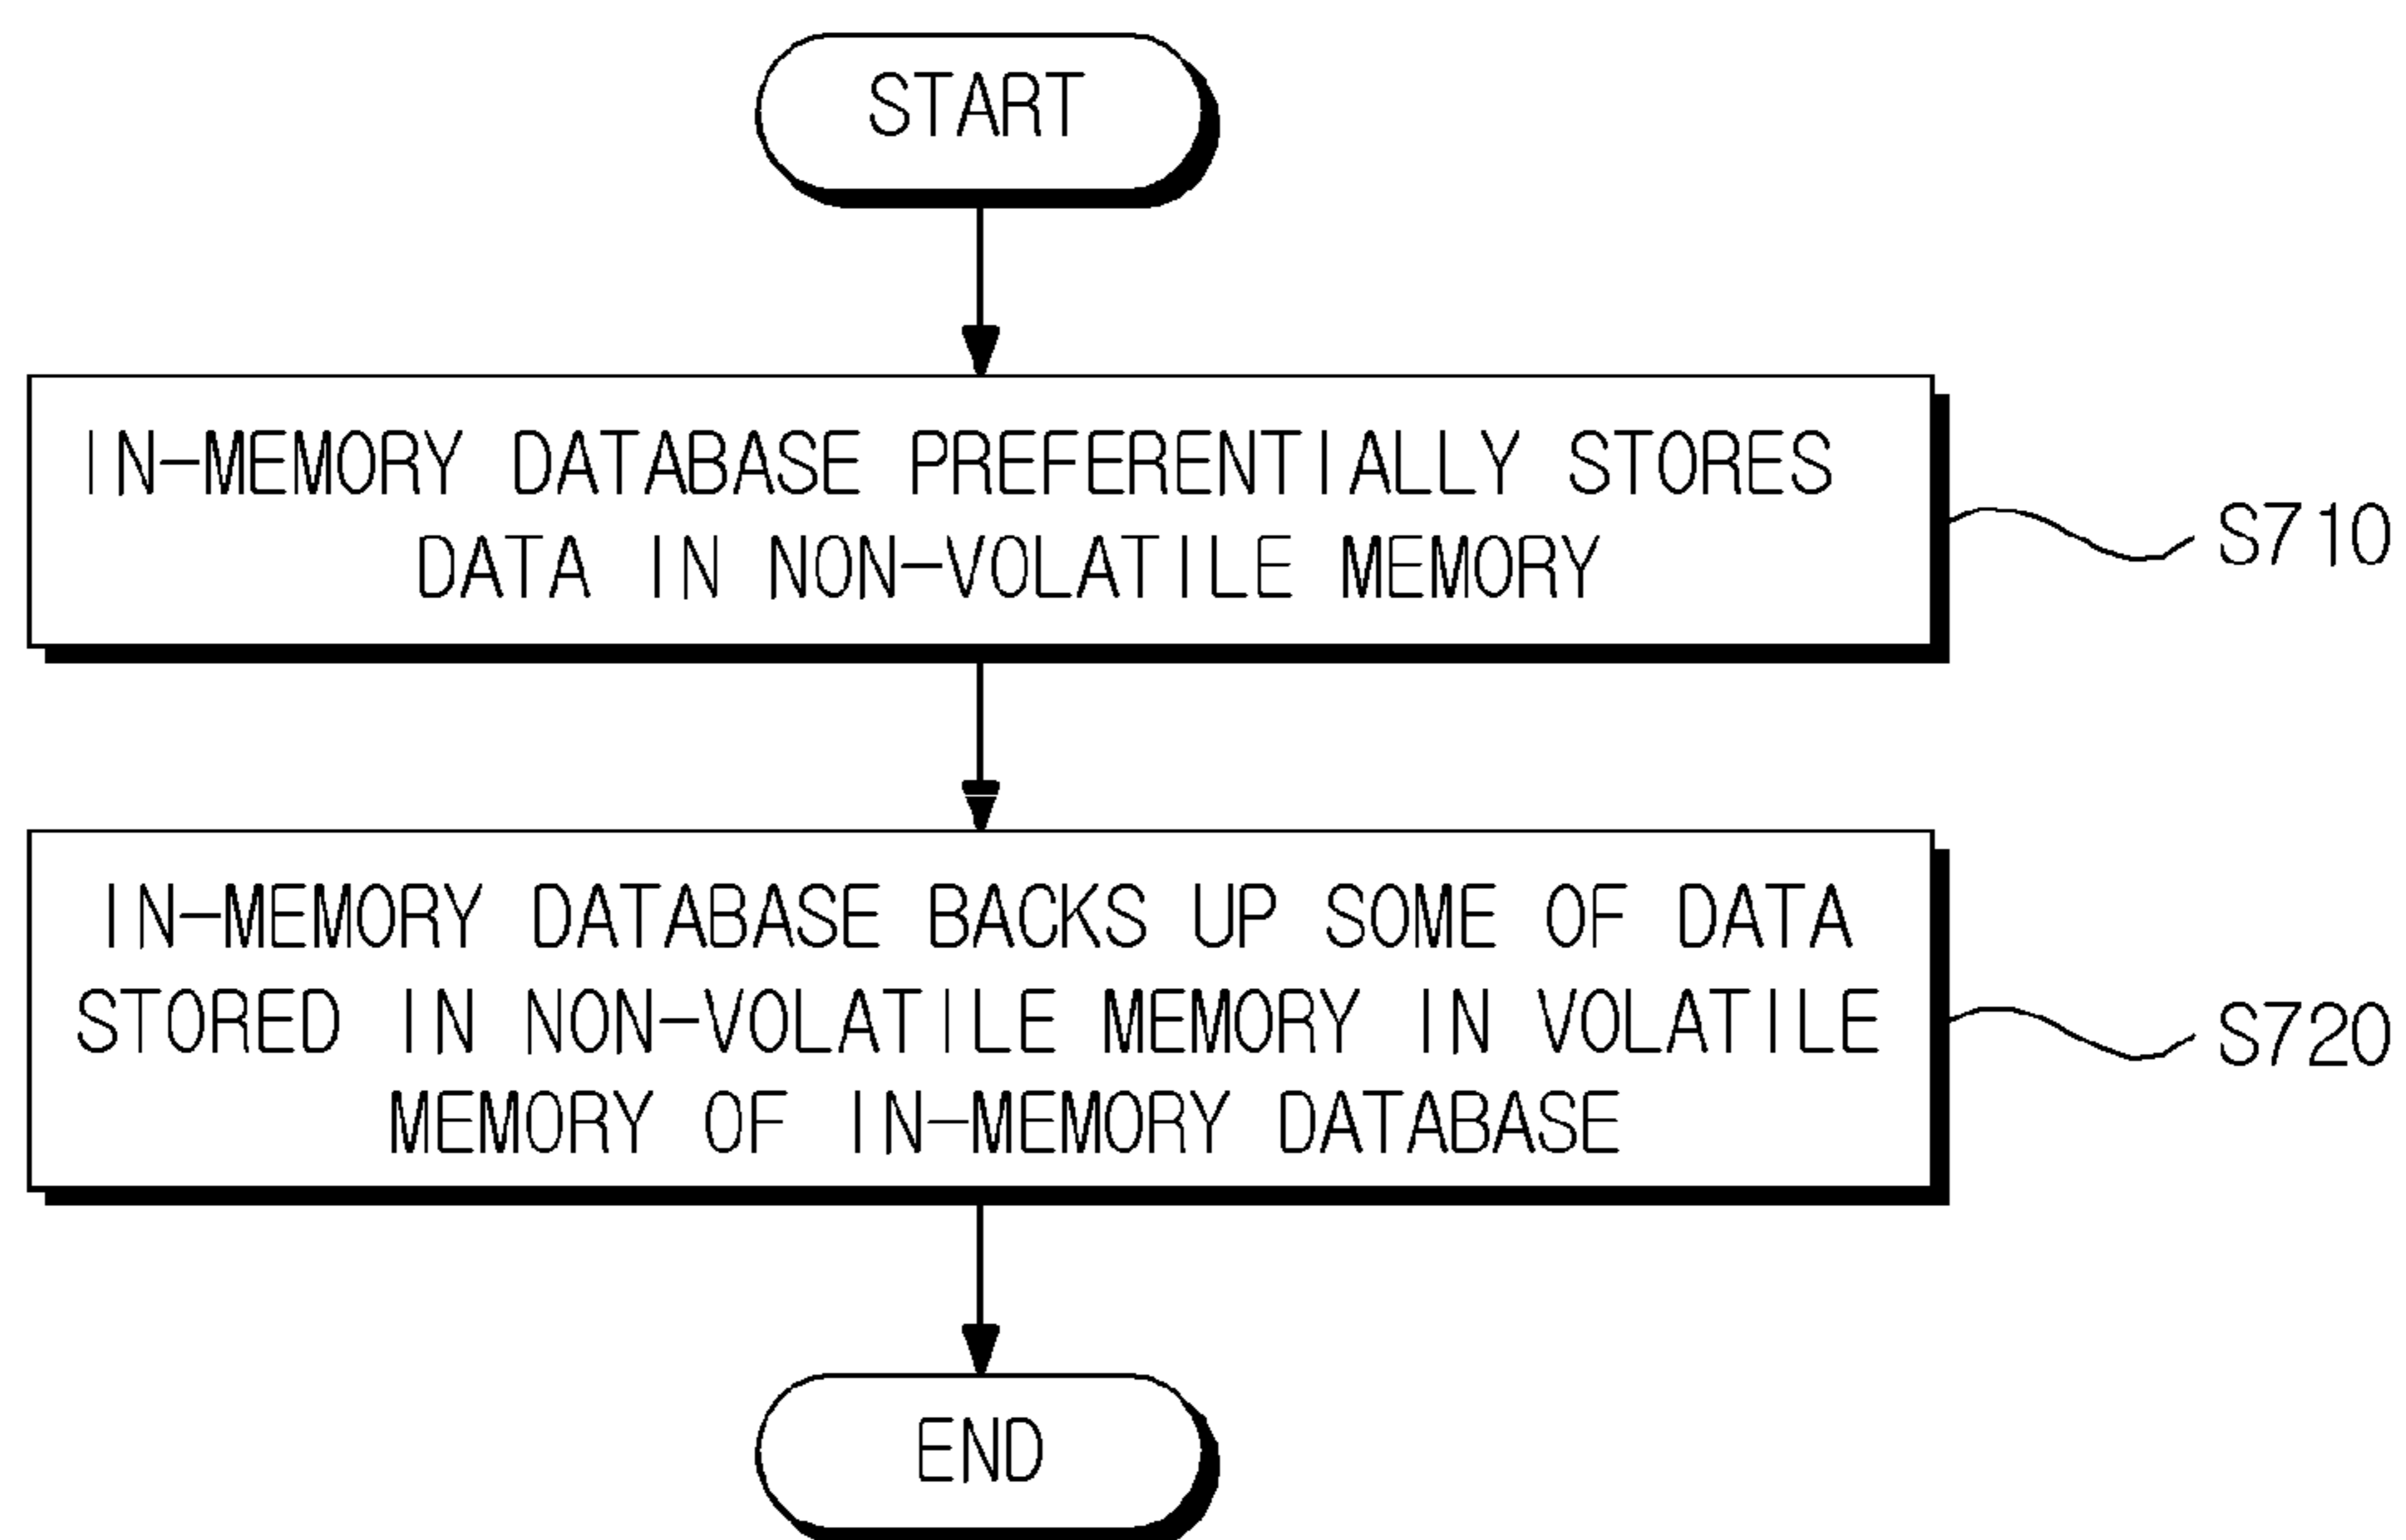 START
IN-MEMORY DATABASE PREFERENTIALLY STORES
DATA IN NON-VOLATILE MEMORY
S710
IN-MEMORY DATABASE BACKS UP SOME OF DATA
STORED IN NON-VOLATILE MEMORY IN VOLATILE
MEMORY OF IN-MEMORY DATABASE
S720
END